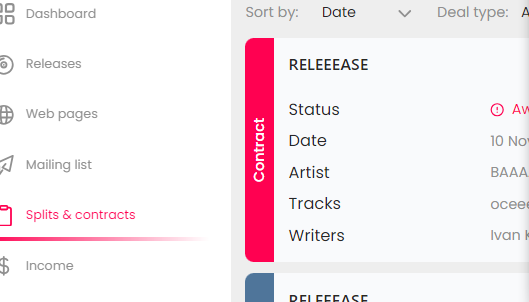 Dashboard
Releases
Web pages
Mailing list
Splits & contracts
Income
Sort by: Date Deal type:
Contract
RELEEEASE
Status
Date 10 Nov
Artist BAAA
Tracks oceee
Writers Ivan
RELEEEASE